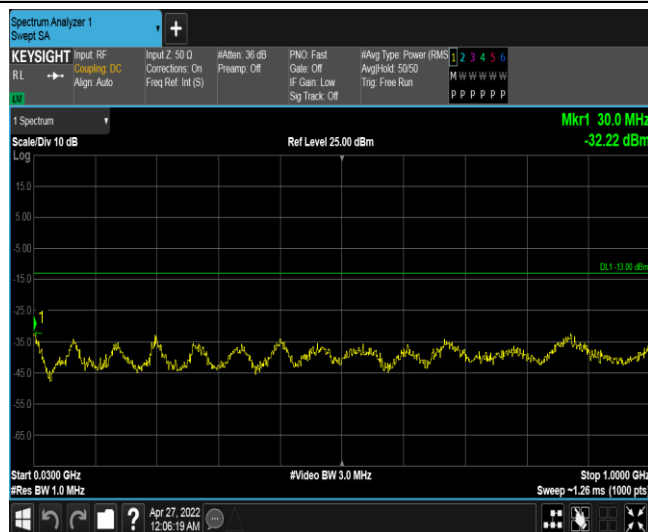 Spectrum Analyzer 1
Swept SA
+
KEYSIGHT
RL
Input: RF
Coupling: DC
Align: Auto
Input Z: 50 Ω
Corrections: On
Freq Ref: Int (S)
#Atten: 36 dB
Preamp: Off
PNO: Fast
Gate: Off
IF Gain: Low
Sig Track: Off
#Avg Type: Power (RMS
Avg|Hold: 50/50
Trig: Free Run
1 2 3 4 5 6
M W W W W W
P P P P P P
1 Spectrum
Mkr1 30.0 MHz
-32.22 dBm
Scale/Div 10 dB
Ref Level 25.00 dBm
Log
15.0
5.00
-5.00
DL1 -13.00 dBm
-15.0
-25.0
1
-35.0
-45.0
-55.0
-65.0
Start 0.0300 GHz
#Video BW 3.0 MHz
Stop 1.0000 GHz
#Res BW 1.0 MHz
Sweep ~1.26 ms (1000 pts)
?
Apr 27, 2022
12:06:19 AM